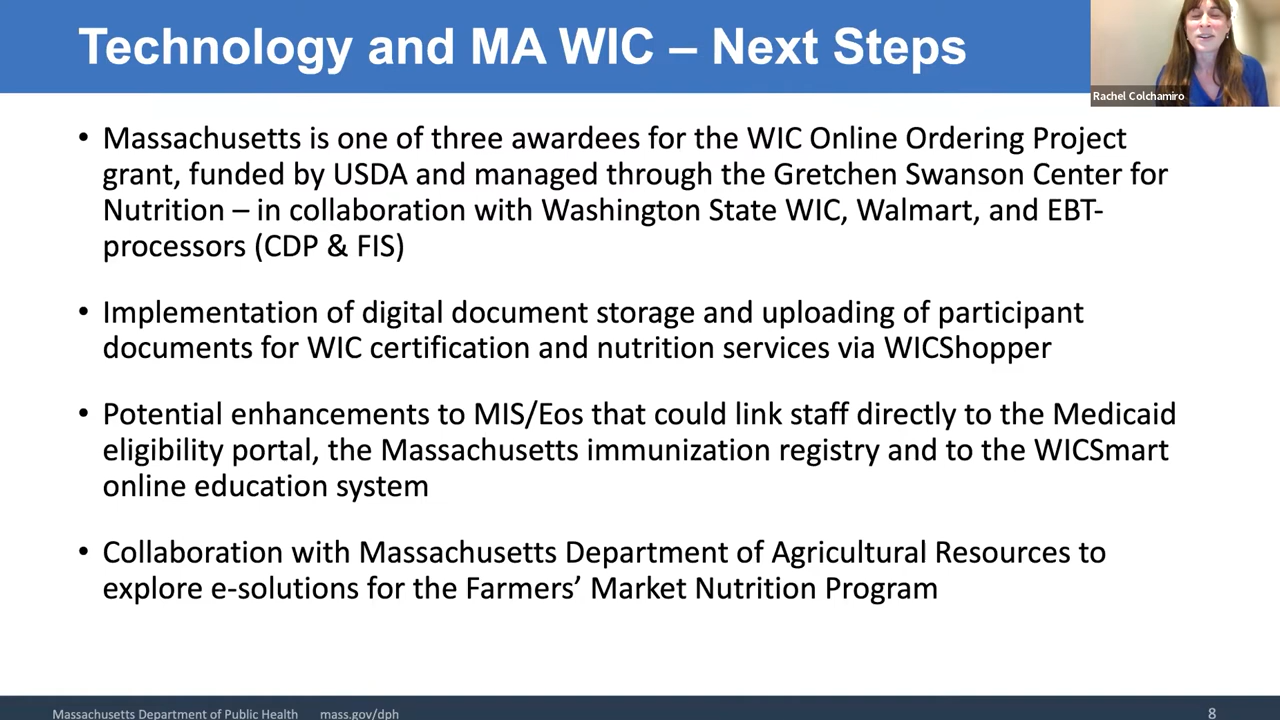 Technology and MA WIC – Next Steps
Rachel Colchamiro
• Massachusetts is one of three awardees for the WIC Online Ordering Project
grant, funded by USDA and managed through the Gretchen Swanson Center for
Nutrition – in collaboration with Washington State WIC, Walmart, and EBT-
processors (CDP & FIS)
• Implementation of digital document storage and uploading of participant
documents for WIC certification and nutrition services via WICShopper
• Potential enhancements to MIS/Eos that could link staff directly to the Medicaid
eligibility portal, the Massachusetts immunization registry and to the WICSmart
online education system
• Collaboration with Massachusetts Department of Agricultural Resources to
explore e-solutions for the Farmers’ Market Nutrition Program
Massachusetts Department of Public Health mass.gov/dph 8